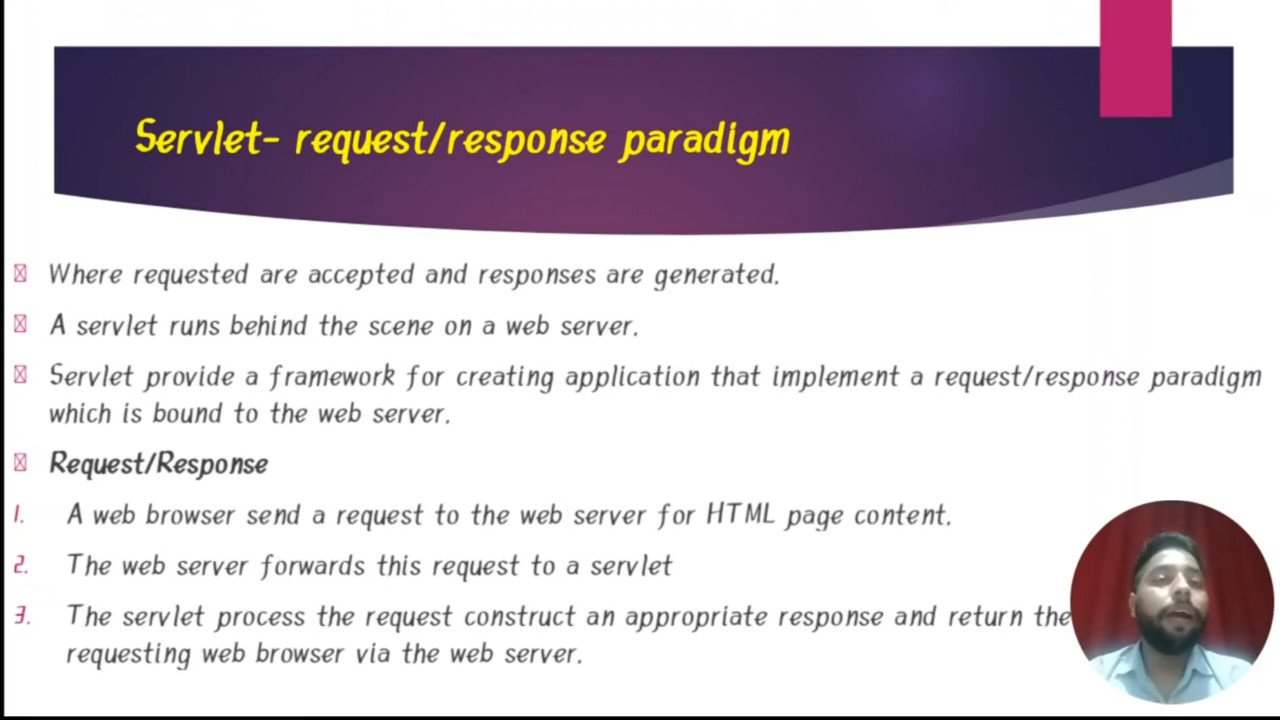 Servlet- request/response paradigm
Where requested are accepted and responses are generated.
A servlet runs behind the scene on a web server.
Servlet provide a framework for creating application that implement a request/response paradigm
which is bound to the web server.
Request/Response
1. A web browser send a request to the web server for HTML page content.
2. The web server forwards this request to a servlet
3. The servlet process the request construct an appropriate response and return the
requesting web browser via the web server.